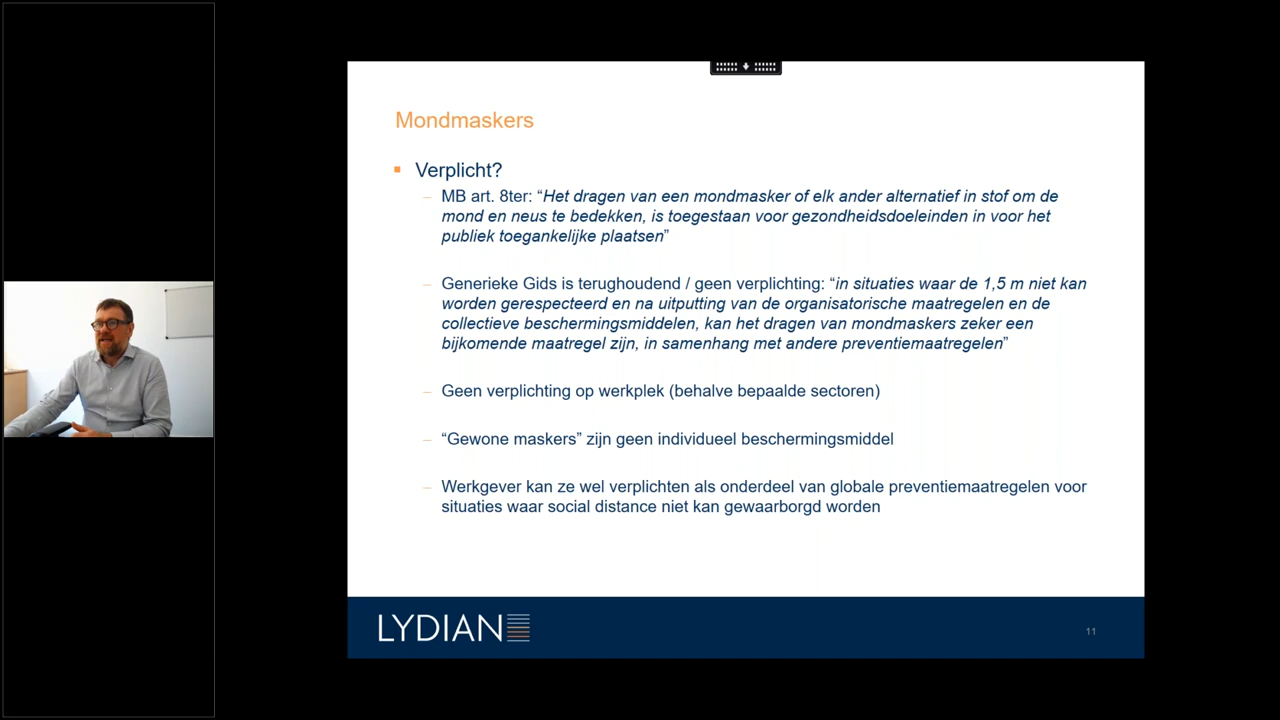 Mondmaskers
Verplicht?
– MB art. 8ter: “Het dragen van een mondmasker of elk ander alternatief in stof om de
mond en neus te bedekken, is toegestaan voor gezondheidsdoeleinden in voor het
publiek toegankelijke plaatsen”
– Generieke Gids is terughoudend / geen verplichting: “in situaties waar de 1,5 m niet kan
worden gerespecteerd en na uitputting van de organisatorische maatregelen en de
collectieve beschermingsmiddelen, kan het dragen van mondmaskers zeker een
bijkomende maatregel zijn, in samenhang met andere preventiemaatregelen”
– Geen verplichting op werkplek (behalve bepaalde sectoren)
– “Gewone maskers” zijn geen individueel beschermingsmiddel
– Werkgever kan ze wel verplichten als onderdeel van globale preventiemaatregelen voor
situaties waar social distance niet kan gewaarborgd worden
LYDIAN
11